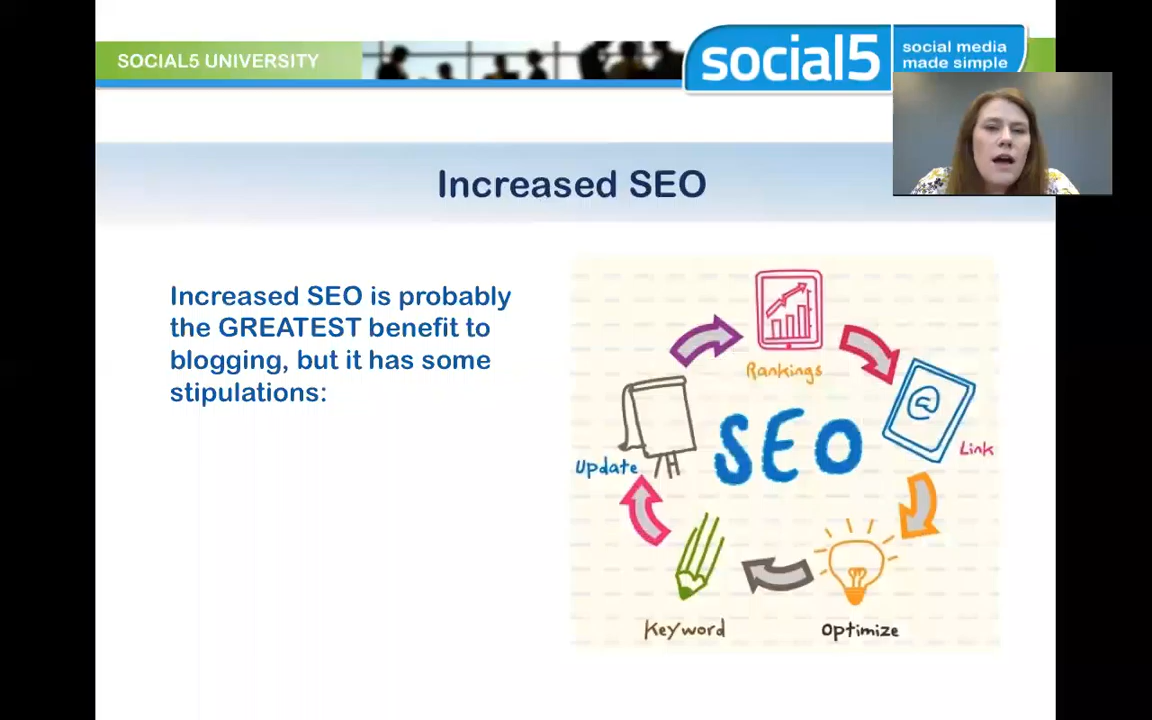 SOCIAL5 UNIVERSITY
social5
social media
made simple
Increased SEO
Increased SEO is probably
the GREATEST benefit to
blogging, but it has some
stipulations:
Rankings
Link
Update
SEO
Keyword
Optimize